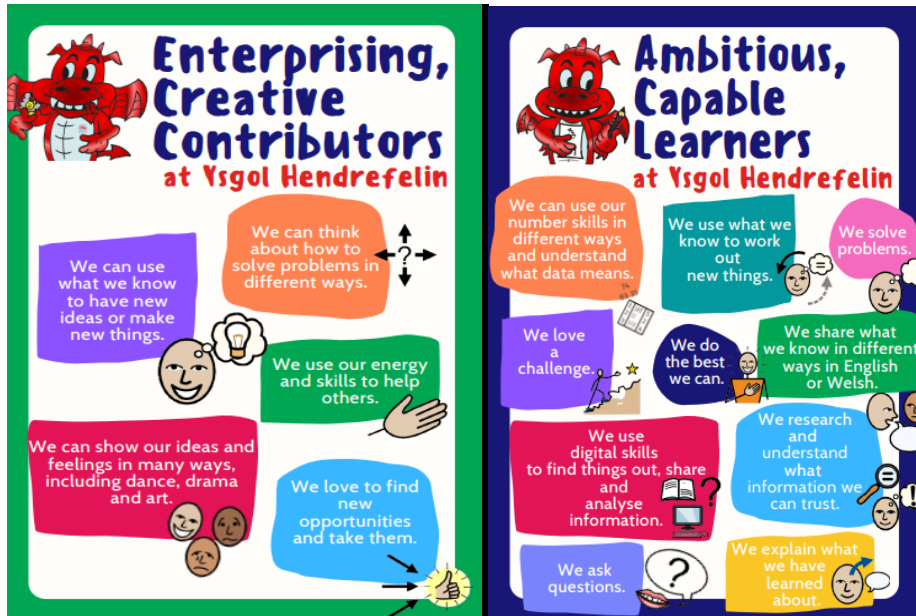 Enterprising,
Creative
Contributors
at Ysgol Hendrefelin
We can think
about how to
solve problems in
different ways.
?
We can use
what we know
to have new
ideas or make
new things.
We use our energy
and skills to help
others.
We can show our ideas and
feelings in many ways,
including dance, drama
and art.
We love to find
new
opportunities
and take them.
Ambitious,
Capable
Learners
at Ysgol Hendrefelin
We can use our
number skills in
different ways
and understand
what data means.
We use what we
know to work
out
new things.
=
We solve
problems.
We love
a
challenge.
We do
the best
we can.
We share what
we know in different
ways in English
or Welsh.
We use
digital skills
to find things out, share
and
analyse
information.
?
We research
and
understand
what
information we
can trust.
=
!
We ask
questions.
?
We explain what
we have
learned
about.